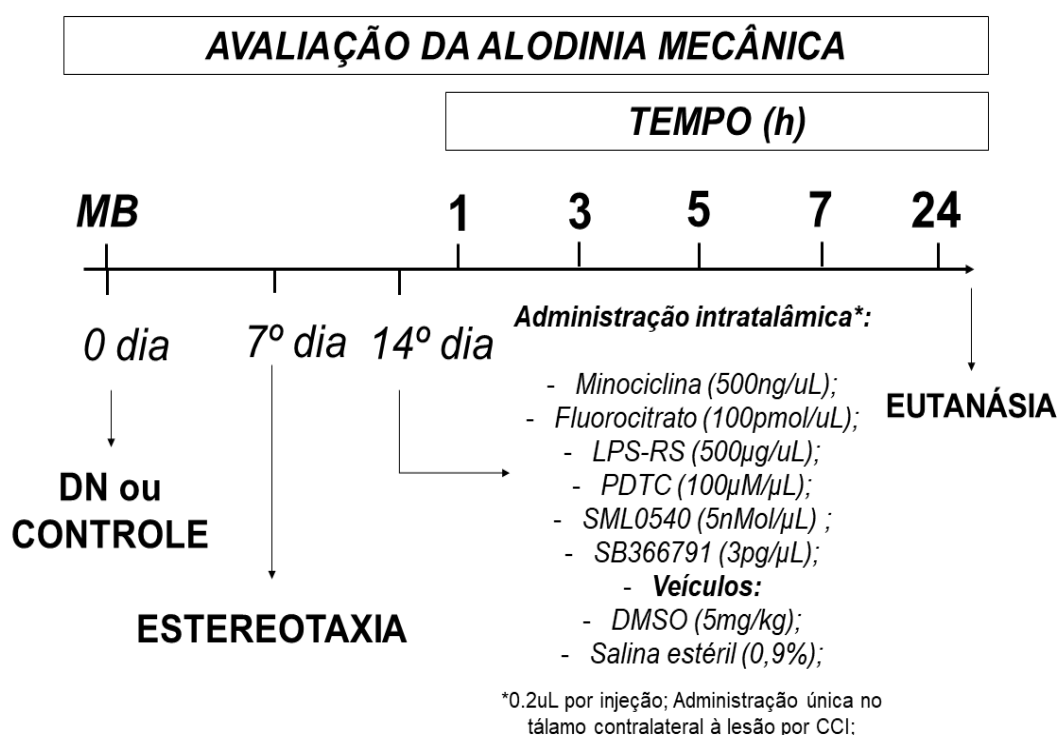 AVALIAÇÃO DA ALODINIA MECÂNICA
TEMPO (h)
MB
1 3 5 7 24
0 dia 7º dia 14º dia
DN ou
CONTROLE
ESTEREOTAXIA
Administração intratalâmica*:
- Minociclina (500ng/uL);
- Fluorocitrato (100pmol/uL);
- LPS-RS (500µg/uL);
- PDTC (100µM/µL);
- SML0540 (5nMol/µL) ;
- SB366791 (3pg/µL);
- Veículos:
- DMSO (5mg/kg);
- Salina estéril (0,9%);
EUTANÁSIA
*0.2uL por injeção; Administração única no
tálamo contralateral à lesão por CCI;